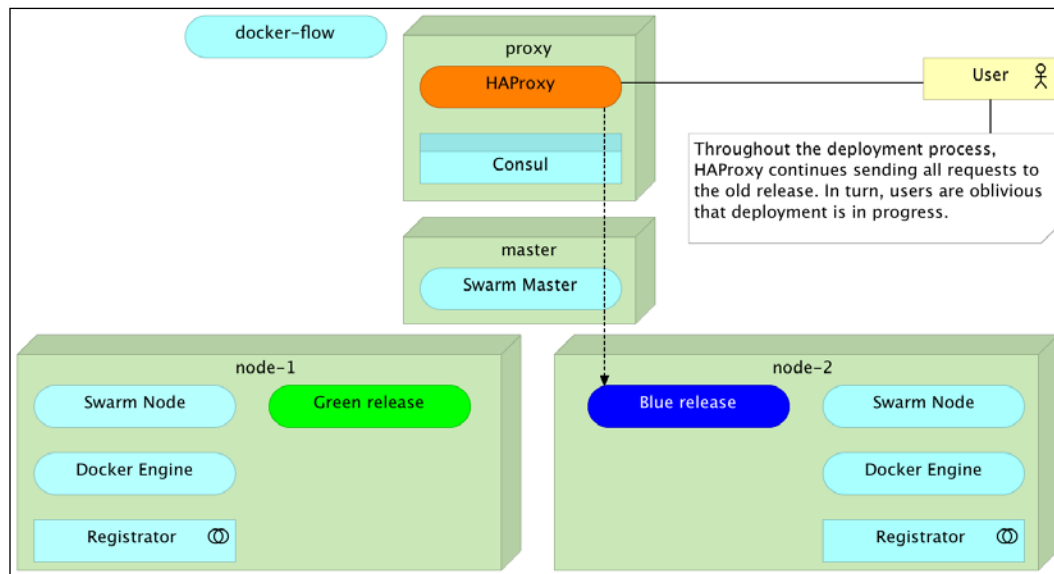 docker-flow
proxy
HAProxy
User
Consul
Throughout the deployment process,
HAProxy continues sending all requests to
the old release. In turn, users are oblivious
that deployment is in progress.
master
Swarm Master
node-1
Swarm Node
Green release
Docker Engine
Registrator
node-2
Blue release
Swarm Node
Docker Engine
Registrator